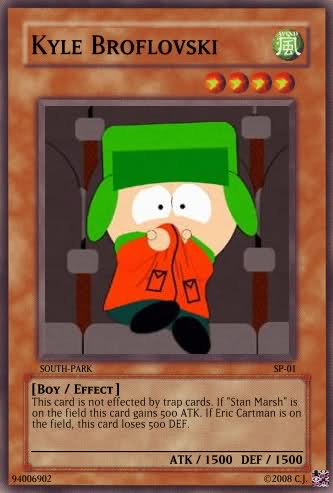 KYLE BROFLOVSKI
WIND
風
SOUTH-PARK
SP-01
[BOY / EFFECT]
This card is not effected by trap cards. If "Stan Marsh" is
on the field this card gains 500 ATK. If Eric Cartman is on
the field, this card loses 500 DEF.
ATK / 1500 DEF / 1500
94006902
©2008 C.J.